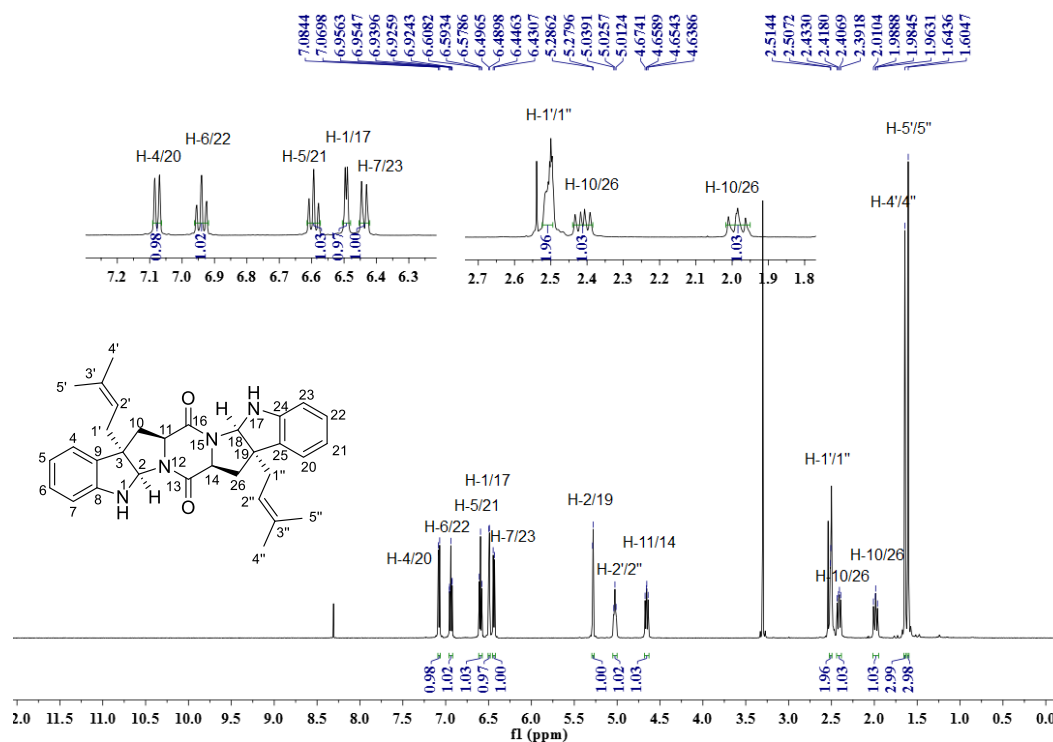 7.0844 7.0698 6.9563 6.9547 6.9396 6.9259 6.9243 6.6082 6.5934 6.5786 6.4965 6.4898 6.4463 6.4307 5.2862 5.2796 5.0391 5.0257 5.0124 4.6741 4.6589 4.6543 4.6386 2.5144 2.5072 2.4330 2.4180 2.4069 2.3918 2.0104 1.9888 1.9845 1.9631 1.6436 1.6047
H-4/20 H-6/22 H-5/21 H-1/17 H-7/23
0.98 1.02 1.03 0.97 1.00
7.2 7.1 7.0 6.9 6.8 6.7 6.6 6.5 6.4 6.3
H-1'/1" H-10/26 H-10/26
1.96 1.03 1.03
2.7 2.6 2.5 2.4 2.3 2.2 2.1 2.0 1.9 1.8
H-5'/5"
H-4'/4"
4'
5' 3'
2'
1' 10 11 16 O
4 9 3 2 12 13 O
5 6 7 8 N 1 H H N
15 N 14 26
H N 17 H 18 19
23 24 22 25 21 20
1"
2" 3" 5"
4"
H-4/20 H-6/22 H-5/21 H-1/17 H-7/23 H-2/19 H-2'/2" H-11/14 H-1'/1" H-10/26 H-10/26
0.98 1.02 1.03 0.97 1.00 1.00 1.02 1.03 1.96 1.03 1.03 2.99 2.98
2.0 11.5 11.0 10.5 10.0 9.5 9.0 8.5 8.0 7.5 7.0 6.5 6.0 5.5 5.0 4.5 4.0 3.5 3.0 2.5 2.0 1.5 1.0 0.5 0.0
f1 (ppm)